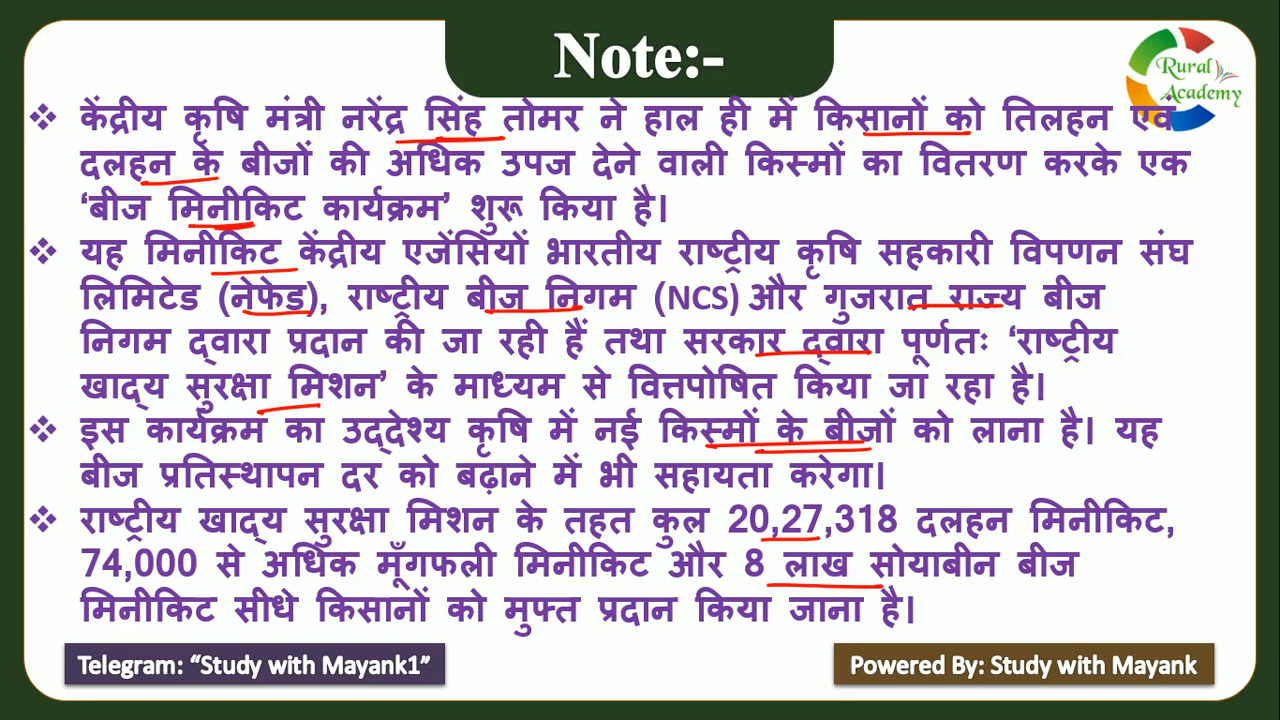 Note:-
Rural
Academy
❖ केंद्रीय कृषि मंत्री नरेंद्र सिंह तोमर ने हाल ही में किसानों को तिलहन एवं
दलहन के बीजों की अधिक उपज देने वाली किस्मों का वितरण करके एक
‘बीज मिनीकिट कार्यक्रम’ शुरू किया है।
❖ यह मिनीकिट केंद्रीय एजेंसियों भारतीय राष्ट्रीय कृषि सहकारी विपणन संघ
लिमिटेड (नेफेड), राष्ट्रीय बीज निगम (NCS) और गुजरात राज्य बीज
निगम द्वारा प्रदान की जा रही हैं तथा सरकार द्वारा पूर्णतः ‘राष्ट्रीय
खाद्य सुरक्षा मिशन’ के माध्यम से वित्तपोषित किया जा रहा है।
❖ इस कार्यक्रम का उद्देश्य कृषि में नई किस्मों के बीजों को लाना है। यह
बीज प्रतिस्थापन दर को बढ़ाने में भी सहायता करेगा।
❖ राष्ट्रीय खाद्य सुरक्षा मिशन के तहत कुल 20,27,318 दलहन मिनीकिट,
74,000 से अधिक मूँगफली मिनीकिट और 8 लाख सोयाबीन बीज
मिनीकिट सीधे किसानों को मुफ्त प्रदान किया जाना है।
Telegram: “Study with Mayank1”
Powered By: Study with Mayank